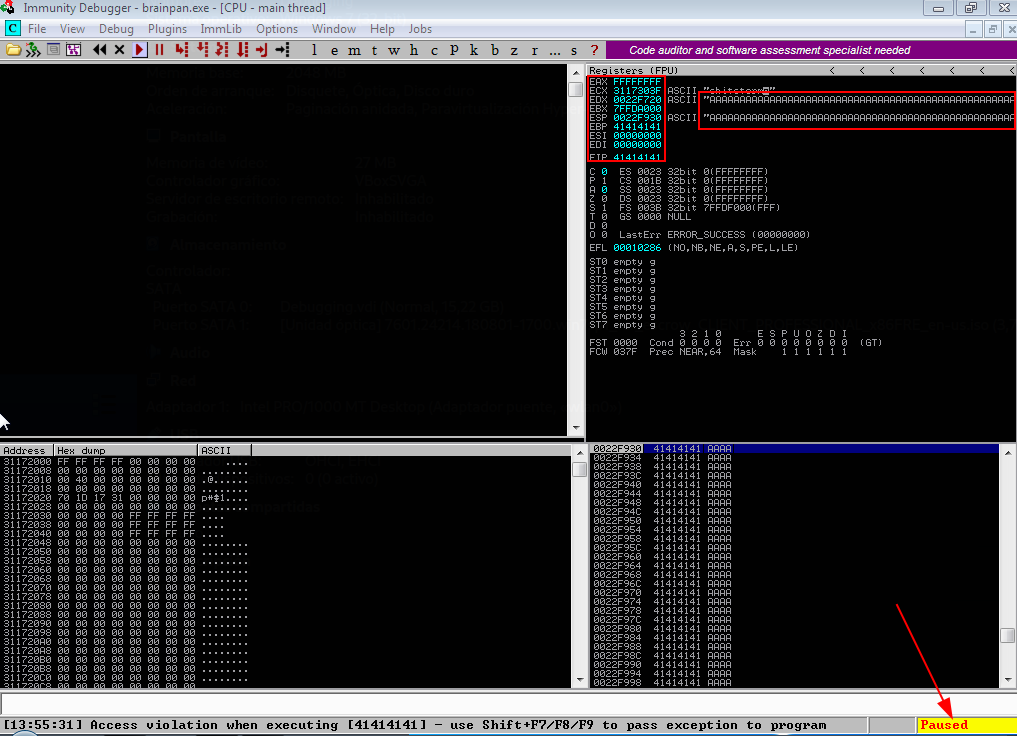 Immunity Debugger - brainpan.exe - [CPU - main thread]
C File View Debug Plugins ImmLib Options Window Help Jobs
l e m t w h c p k b z r ... s ? Code auditor and software assessment specialist needed
Registers (FPU) < < < < < < <
EAX FFFFFFFF
ECX 3117303F ASCII "shitstorm
EDX 0022F720 ASCII "AAAAAAAAAAAAAAAAAAAAAAAAAAAAAAAAAAAAAAAAAAAAAAAAAAA
EBX 7FFDA000
ESP 0022F930 ASCII "AAAAAAAAAAAAAAAAAAAAAAAAAAAAAAAAAAAAAAAAAAAAAAAAAAA
EBP 41414141
ESI 00000000
EDI 00000000
EIP 41414141
C 0 ES 0023 32bit 0(FFFFFFFF)
P 1 CS 001B 32bit 0(FFFFFFFF)
A 0 SS 0023 32bit 0(FFFFFFFF)
Z 0 DS 0023 32bit 0(FFFFFFFF)
S 1 FS 003B 32bit 7FFDF000(FFF)
T 0 GS 0000 NULL
D 0
O 0 LastErr ERROR_SUCCESS (00000000)
EFL 00010286 (NO,NB,NE,A,S,PE,L,LE)
ST0 empty g
ST1 empty g
ST2 empty g
ST3 empty g
ST4 empty g
ST5 empty g
ST6 empty g
ST7 empty g
3 2 1 0 E S P U O Z D I
FST 0000 Cond 0 0 0 0 Err 0 0 0 0 0 0 0 0 (GT)
FCW 037F Prec NEAR,64 Mask 1 1 1 1 1 1
Address Hex dump ASCII
31172000 FF FF FF FF 00 00 00 00 ....
31172008 00 00 00 00 00 00 00 00 ........
31172010 00 40 00 00 00 00 00 00 .@......
31172018 00 00 00 00 00 00 00 00 ........
31172020 70 1D 17 31 00 00 00 00
31172028 00 00 00 00 00 00 00 00 ........
31172030 00 00 00 00 FF FF FF FF ....
31172038 00 00 00 00 FF FF FF FF ....
31172040 00 00 00 00 FF FF FF FF ....
31172048 00 00 00 00 00 00 00 00 ........
31172050 00 00 00 00 00 00 00 00 ........
31172058 00 00 00 00 00 00 00 00 ........
31172060 00 00 00 00 00 00 00 00 ........
31172068 00 00 00 00 00 00 00 00 ........
31172070 00 00 00 00 00 00 00 00 ........
31172078 00 00 00 00 00 00 00 00 ........
31172080 00 00 00 00 00 00 00 00 ........
31172088 00 00 00 00 00 00 00 00 ........
31172090 00 00 00 00 00 00 00 00 ........
31172098 00 00 00 00 00 00 00 00 ........
311720A0 00 00 00 00 00 00 00 00 ........
311720A8 00 00 00 00 00 00 00 00 ........
311720B0 00 00 00 00 00 00 00 00 ........
311720B8 00 00 00 00 00 00 00 00 ........
311720C0 00 00 00 00 00 00 00 00 ........
311720C8 00 00 00 00 00 00 00 00 ........
0022F930 41414141 AAAA
0022F934 41414141 AAAA
0022F938 41414141 AAAA
0022F93C 41414141 AAAA
0022F940 41414141 AAAA
0022F944 41414141 AAAA
0022F948 41414141 AAAA
0022F94C 41414141 AAAA
0022F950 41414141 AAAA
0022F954 41414141 AAAA
0022F958 41414141 AAAA
0022F95C 41414141 AAAA
0022F960 41414141 AAAA
0022F964 41414141 AAAA
0022F968 41414141 AAAA
0022F96C 41414141 AAAA
0022F970 41414141 AAAA
0022F974 41414141 AAAA
0022F978 41414141 AAAA
0022F97C 41414141 AAAA
0022F980 41414141 AAAA
0022F984 41414141 AAAA
0022F988 41414141 AAAA
0022F98C 41414141 AAAA
0022F990 41414141 AAAA
0022F994 41414141 AAAA
0022F998 41414141 AAAA
[13:55:31] Access violation when executing [41414141] - use Shift+F7/F8/F9 to pass exception to program
Paused